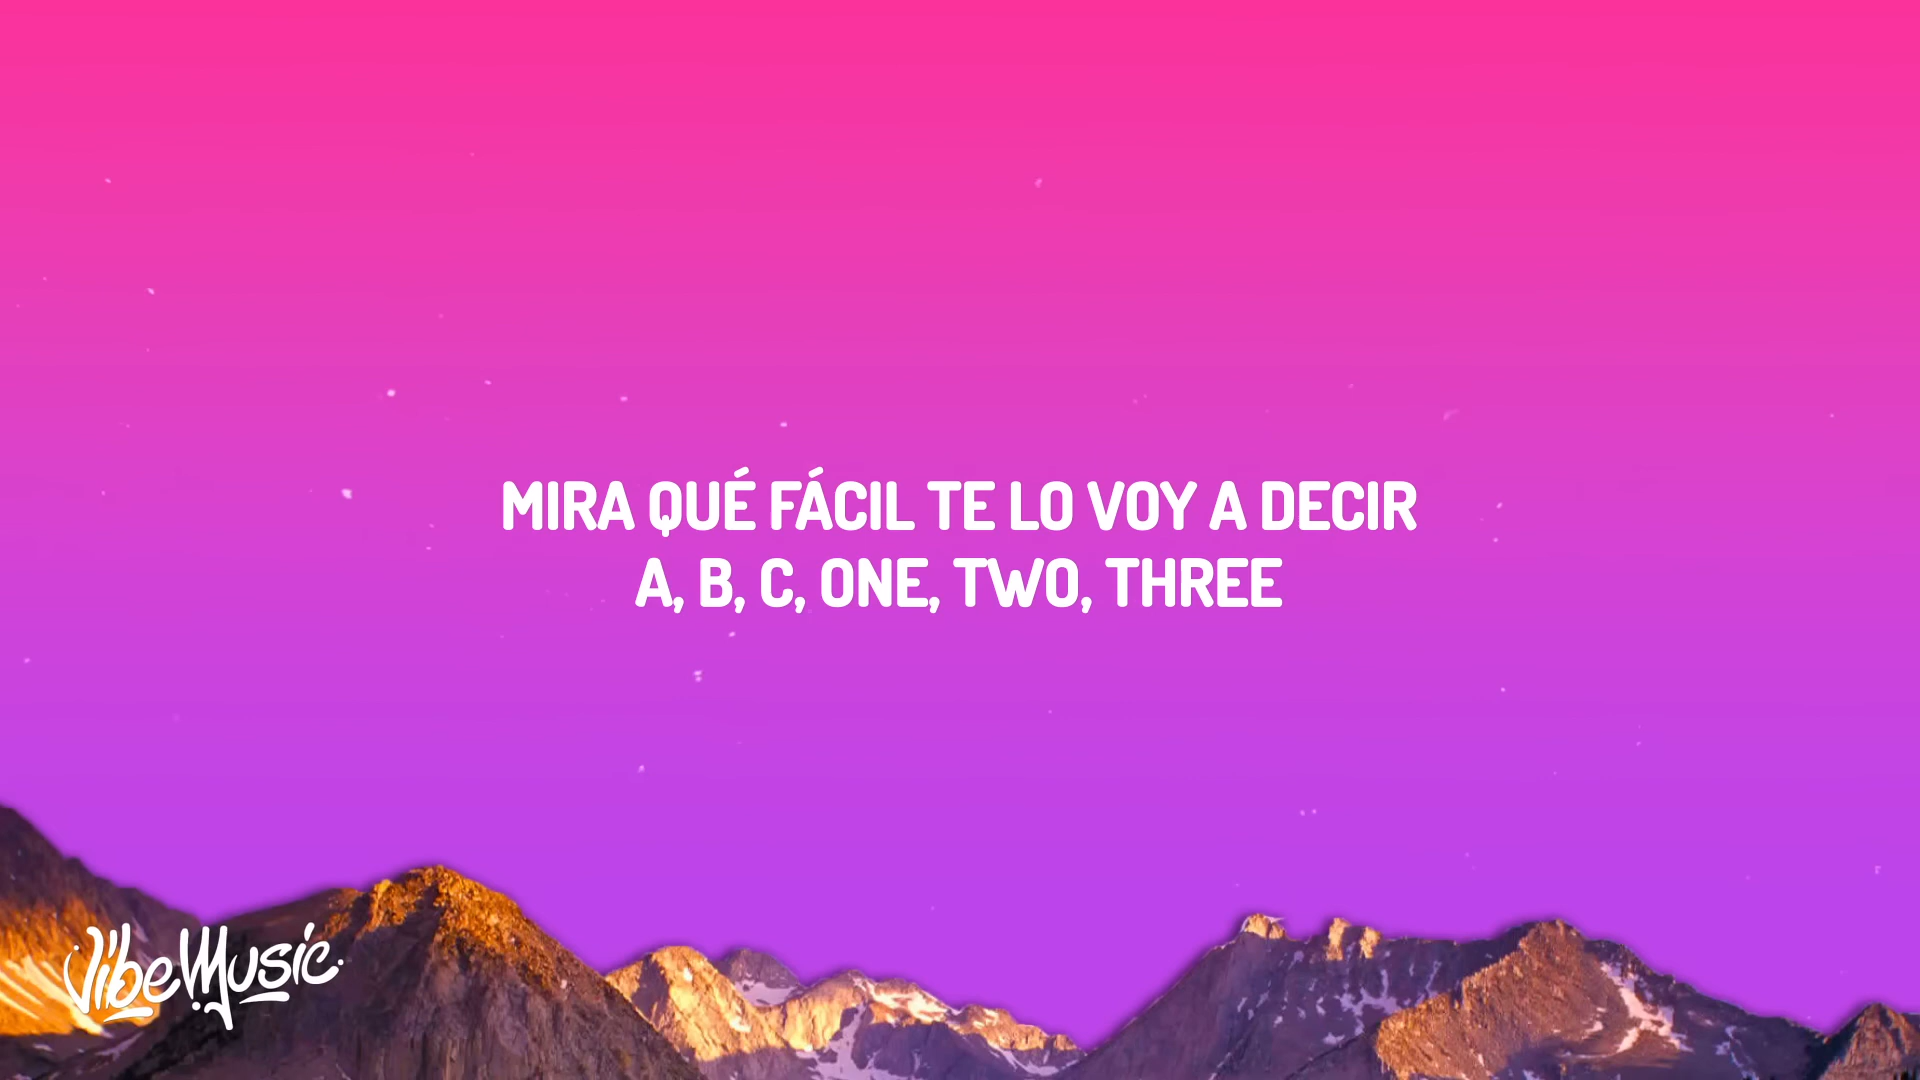 MIRA QUÉ FÁCIL TE LO VOY A DECIR
A, B, C, ONE, TWO, THREE
VibeMusic